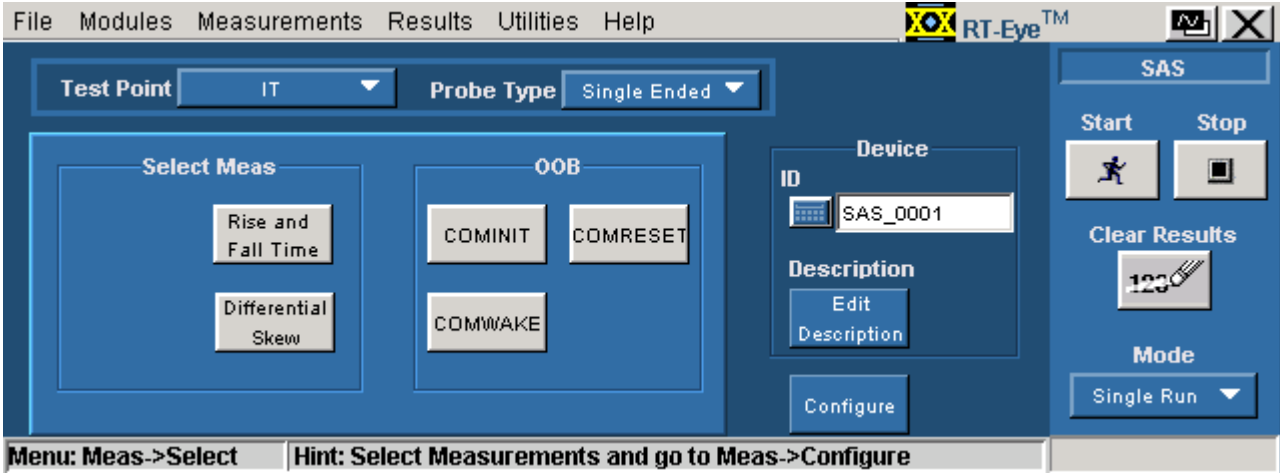 File Modules Measurements Results Utilities Help RT-Eye™
Test Point IT Probe Type Single Ended
SAS
Start Stop
Select Meas
Rise and
Fall Time
Differential
Skew
OOB
COMINIT COMRESET
COMWAKE
Device
ID
SAS_0001
Description
Edit
Description
Configure
Clear Results
123
Mode
Single Run
Menu: Meas->Select Hint: Select Measurements and go to Meas->Configure